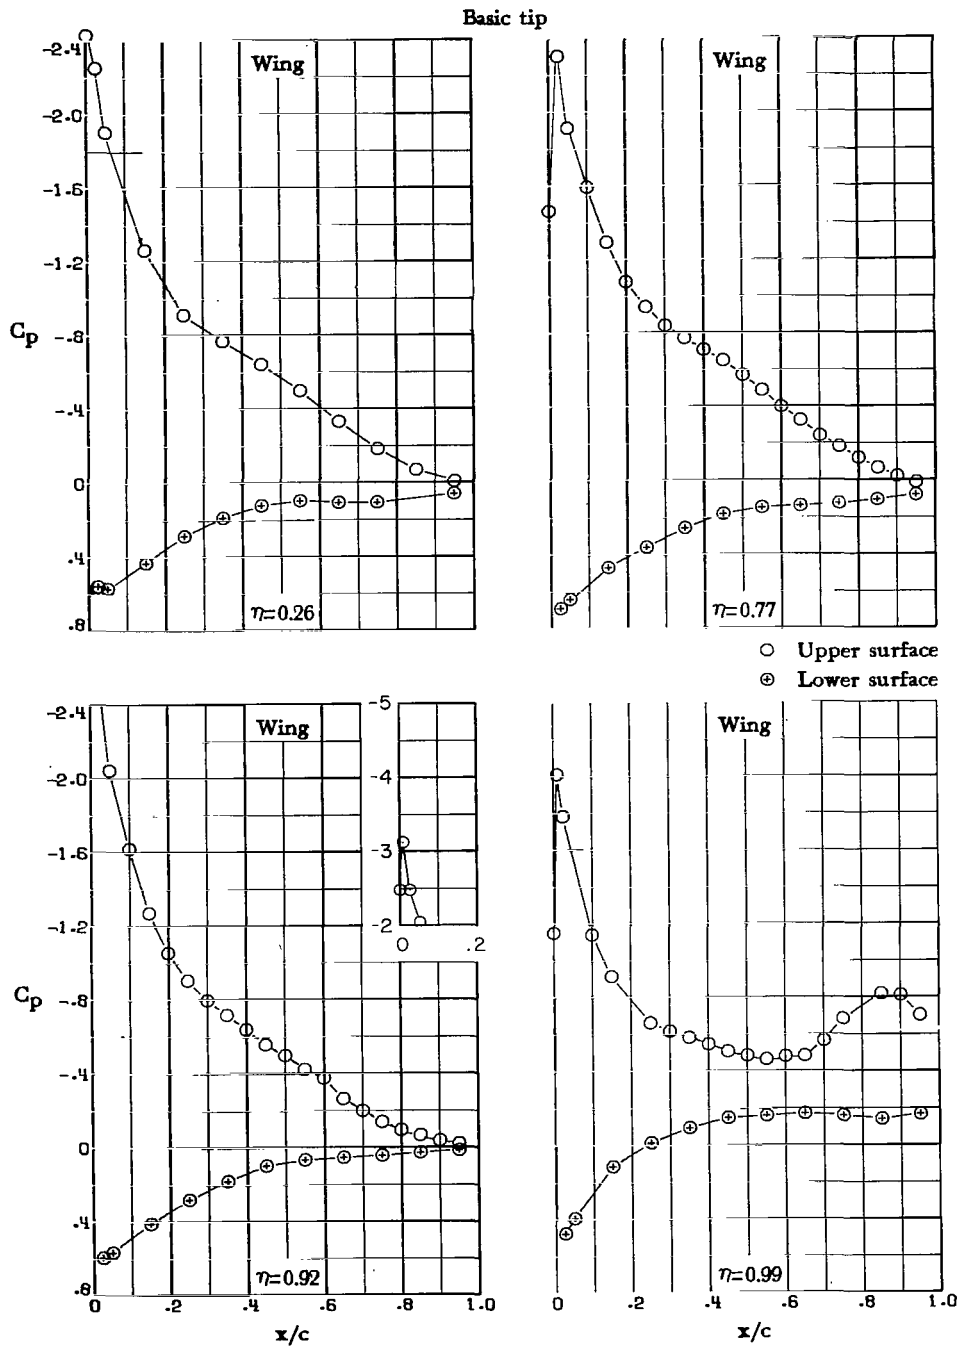 Basic tip
-2.4
-2.0
-1.6
-1.2
-.8
-.4
0
.4
.8
Cp
Wing
η=0.26
Wing
η=0.77
Upper surface
Lower surface
-2.4
-2.0
-1.6
-1.2
-.8
-.4
0
.4
.8
Cp
Wing
-5
-4
-3
-2
0 .2
η=0.92
0 .2 .4 .6 .8 1.0
x/c
Wing
η=0.99
0 .2 .4 .6 .8 1.0
x/c